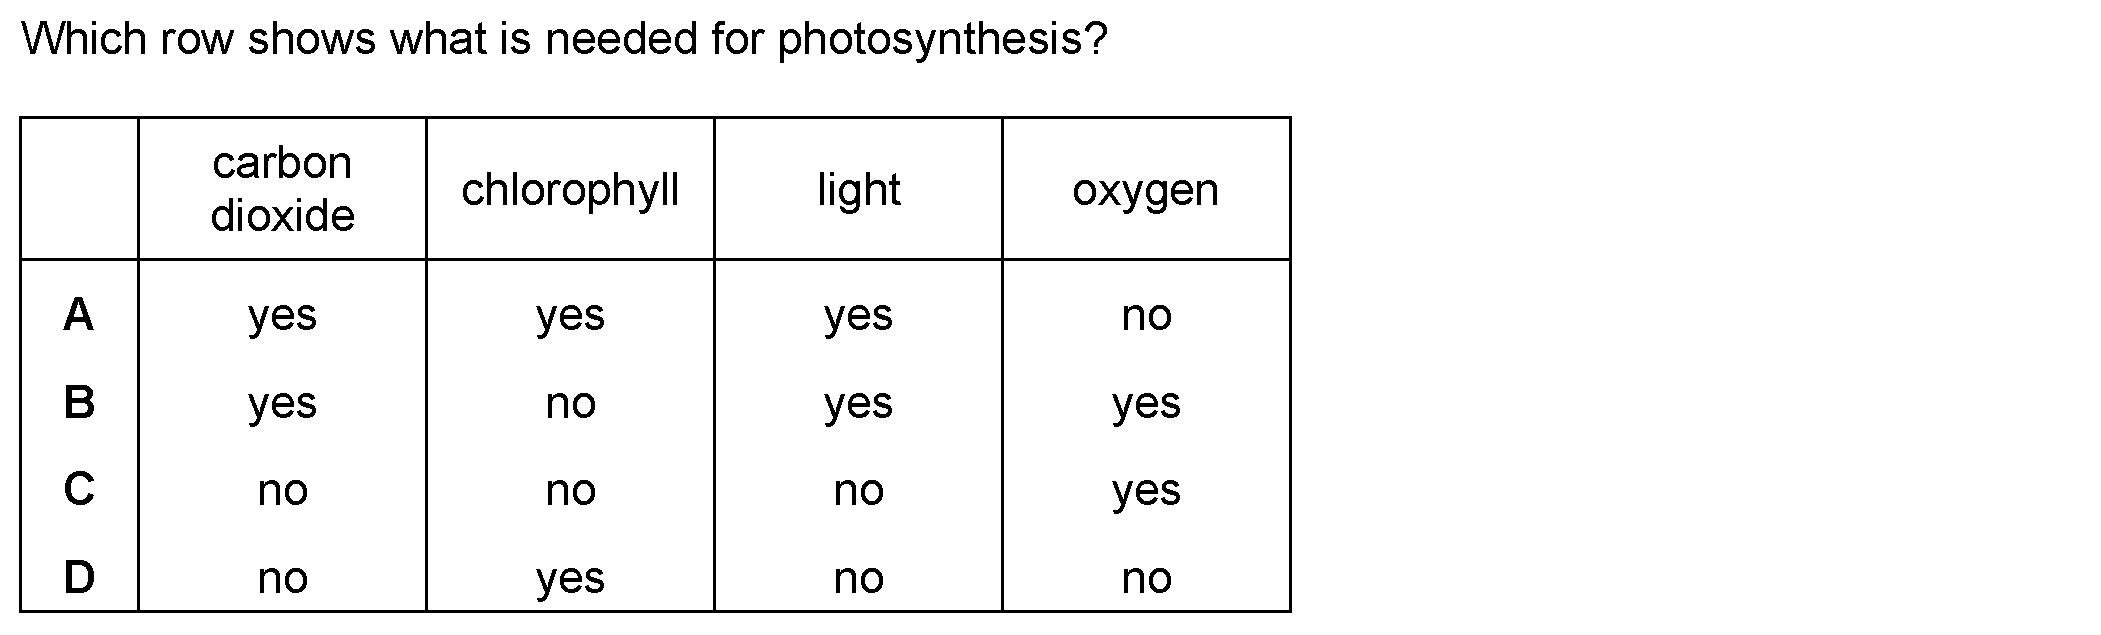 Which row shows what is needed for photosynthesis?
carbon
dioxide
chlorophyll
light
oxygen
A yes yes yes no
B yes no yes yes
C no no no yes
D no yes no no